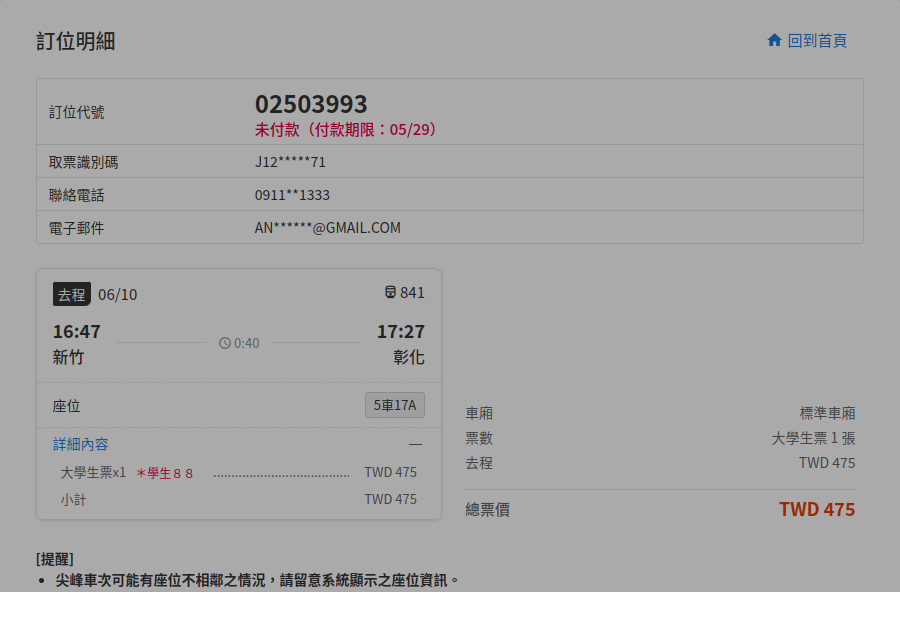 訂位明細
回到首頁
訂位代號
02503993
未付款（付款期限：05/29）
取票識別碼 J12*****71
聯絡電話 0911**1333
電子郵件 AN******@GMAIL.COM
去程 06/10 841
16:47 0:40 17:27
新竹 彰化
座位 5車17A
詳細內容 —
大學生票x1 ＊學生８８ TWD 475
小計 TWD 475
車廂 標準車廂
票數 大學生票 1 張
去程 TWD 475
總票價 TWD 475
[提醒]
• 尖峰車次可能有座位不相鄰之情況，請留意系統顯示之座位資訊。